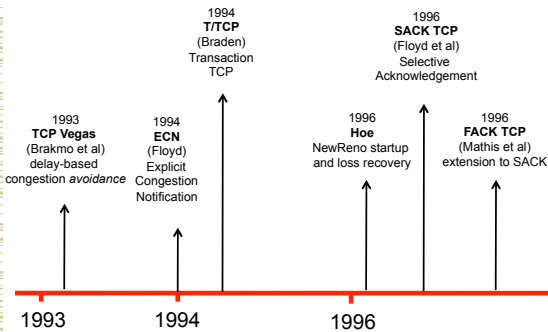 1993
TCP Vegas
(Brakmo et al)
delay-based
congestion avoidance
1994
ECN
(Floyd)
Explicit
Congestion
Notification
1994
T/TCP
(Braden)
Transaction
TCP
1996
Hoe
NewReno startup
and loss recovery
1996
SACK TCP
(Floyd et al)
Selective
Acknowledgement
1996
FACK TCP
(Mathis et al)
extension to SACK
1993
1994
1996